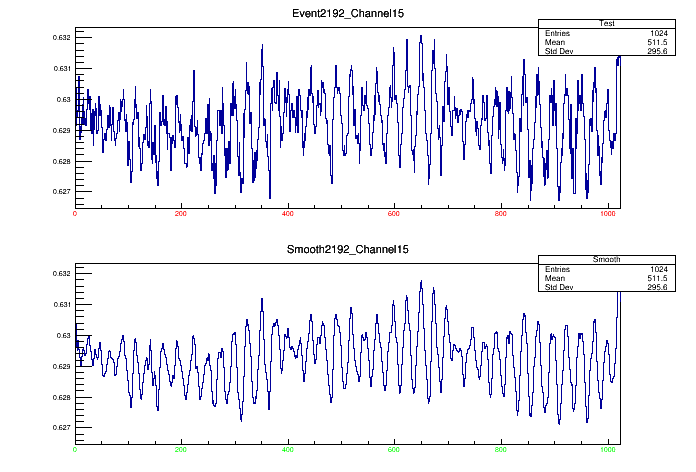 Event2192_Channel15
Test
Entries 1024
Mean 511.5
Std Dev 295.6
0.632
0.631
0.63
0.629
0.628
0.627
0 200 400 600 800 1000
Smooth2192_Channel15
Smooth
Entries 1024
Mean 511.5
Std Dev 295.6
0.632
0.631
0.63
0.629
0.628
0.627
0 200 400 600 800 1000